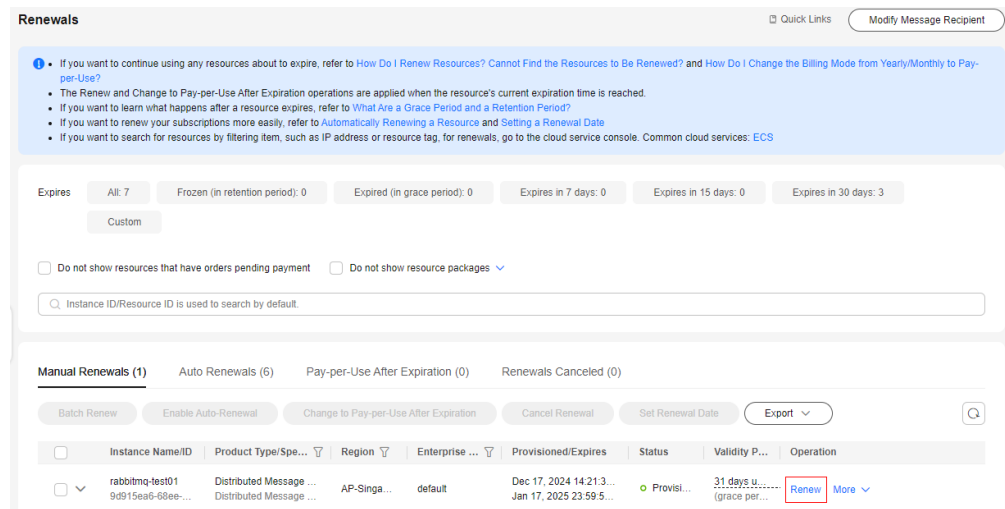 Renewals
Quick Links
Modify Message Recipient
If you want to continue using any resources about to expire, refer to How Do I Renew Resources? Cannot Find the Resources to Be Renewed? and How Do I Change the Billing Mode from Yearly/Monthly to Pay-
per-Use?
The Renew and Change to Pay-per-Use After Expiration operations are applied when the resource's current expiration time is reached.
If you want to learn what happens after a resource expires, refer to What Are a Grace Period and a Retention Period?
If you want to renew your subscriptions more easily, refer to Automatically Renewing a Resource and Setting a Renewal Date
If you want to search for resources by filtering item, such as IP address or resource tag, for renewals, go to the cloud service console. Common cloud services: ECS
Expires
All: 7
Frozen (in retention period): 0
Expired (in grace period): 0
Expires in 7 days: 0
Expires in 15 days: 0
Expires in 30 days: 3
Custom
Do not show resources that have orders pending payment
Do not show resource packages
Instance ID/Resource ID is used to search by default.
Manual Renewals (1)
Auto Renewals (6)
Pay-per-Use After Expiration (0)
Renewals Canceled (0)
Batch Renew
Enable Auto-Renewal
Change to Pay-per-Use After Expiration
Cancel Renewal
Set Renewal Date
Export
Instance Name/ID
Product Type/Spe...
Region
Enterprise ...
Provisioned/Expires
Status
Validity P...
Operation
rabbitmq-test01
9d915ea6-68ee-...
Distributed Message ...
Distributed Message ...
AP-Singa...
default
Dec 17, 2024 14:21:3...
Jan 17, 2025 23:59:5...
Provisi...
31 days u...
(grace per...
Renew
More